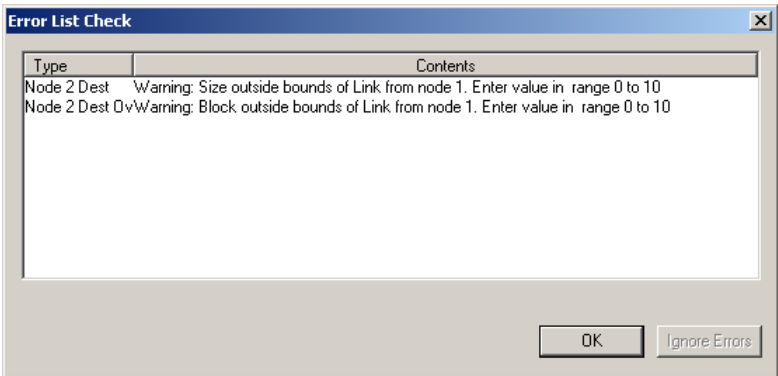 Error List Check
Type Contents
Node 2 Dest Warning: Size outside bounds of Link from node 1. Enter value in range 0 to 10
Node 2 Dest Ov Warning: Block outside bounds of Link from node 1. Enter value in range 0 to 10
OK Ignore Errors